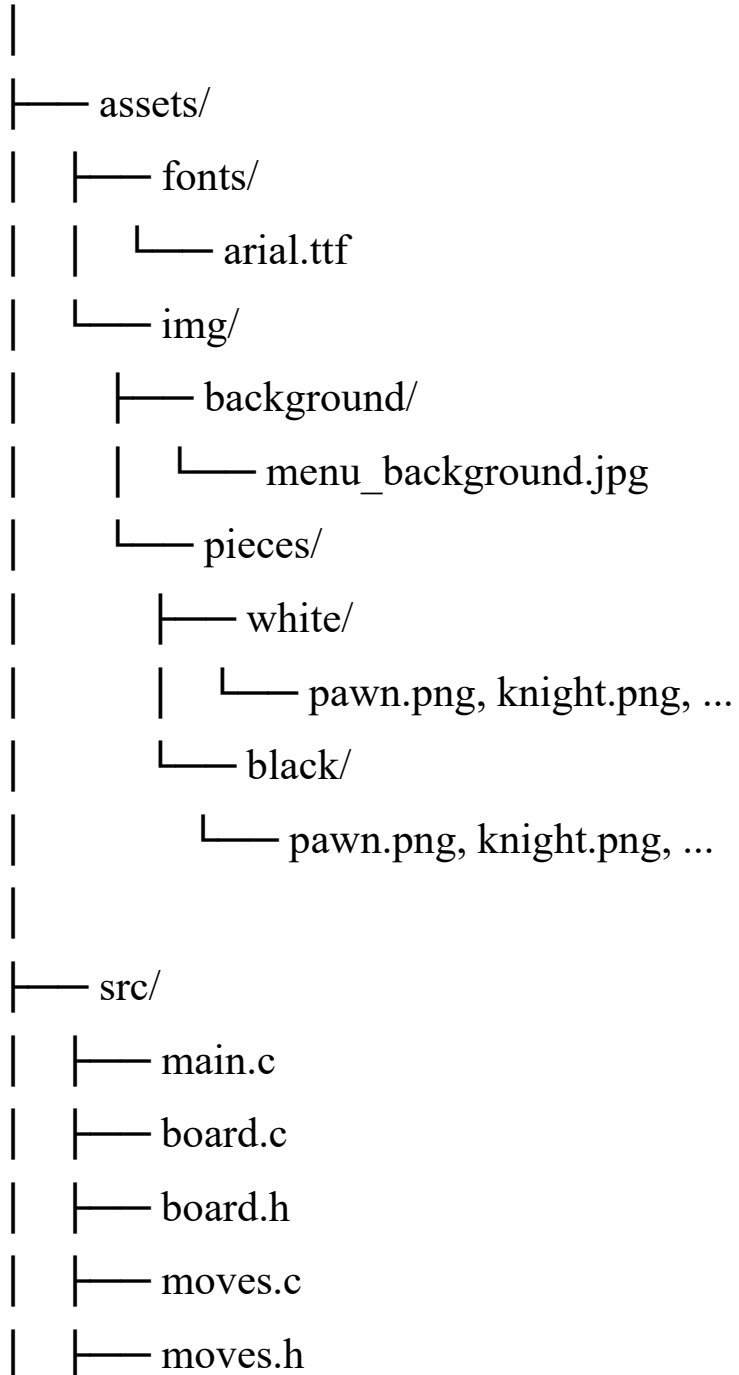 │
├── assets/
│   ├── fonts/
│   │   └── arial.ttf
│   └── img/
│       ├── background/
│       │   └── menu_background.jpg
│       └── pieces/
│           ├── white/
│           │   └── pawn.png, knight.png, ...
│           └── black/
│               └── pawn.png, knight.png, ...
│
├── src/
│   ├── main.c
│   ├── board.c
│   ├── board.h
│   ├── moves.c
│   ├── moves.h